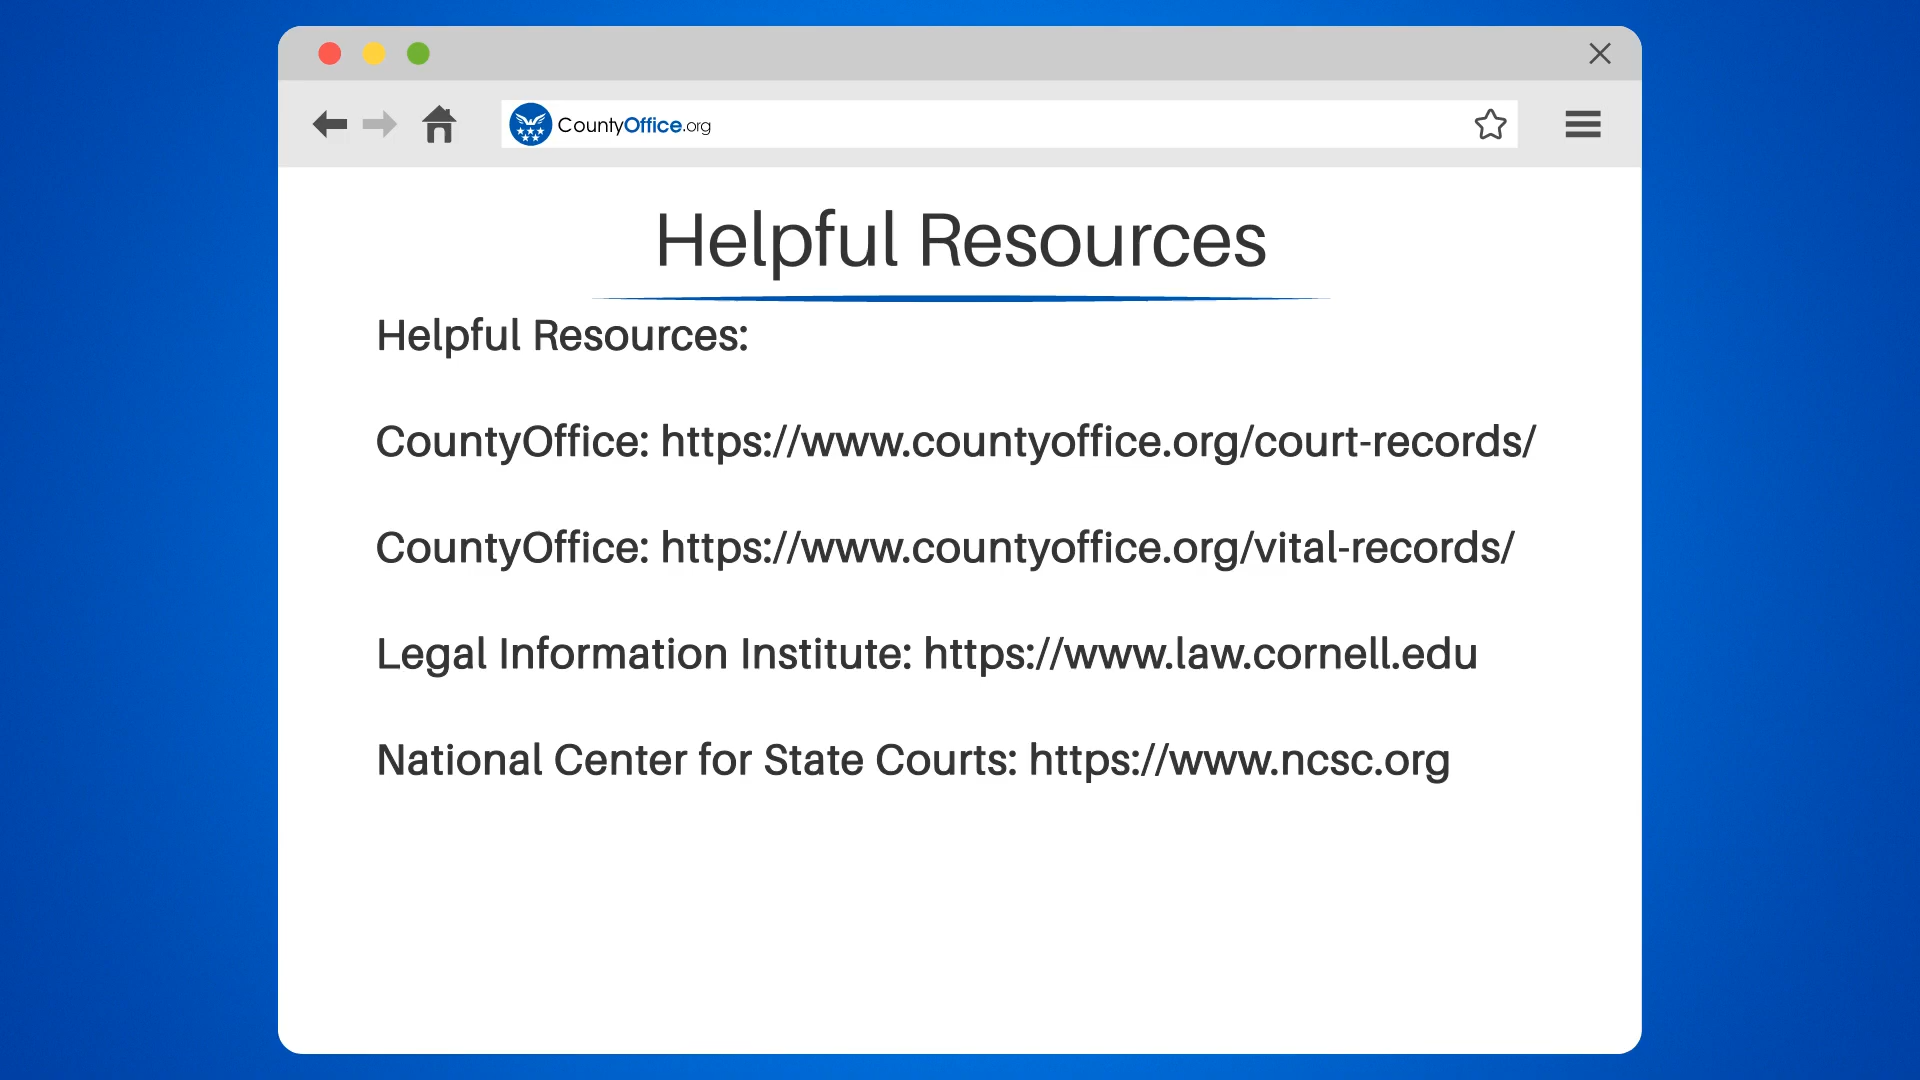 CountyOffice.org
Helpful Resources
Helpful Resources:
CountyOffice: https://www.countyoffice.org/court-records/
CountyOffice: https://www.countyoffice.org/vital-records/
Legal Information Institute: https://www.law.cornell.edu
National Center for State Courts: https://www.ncsc.org